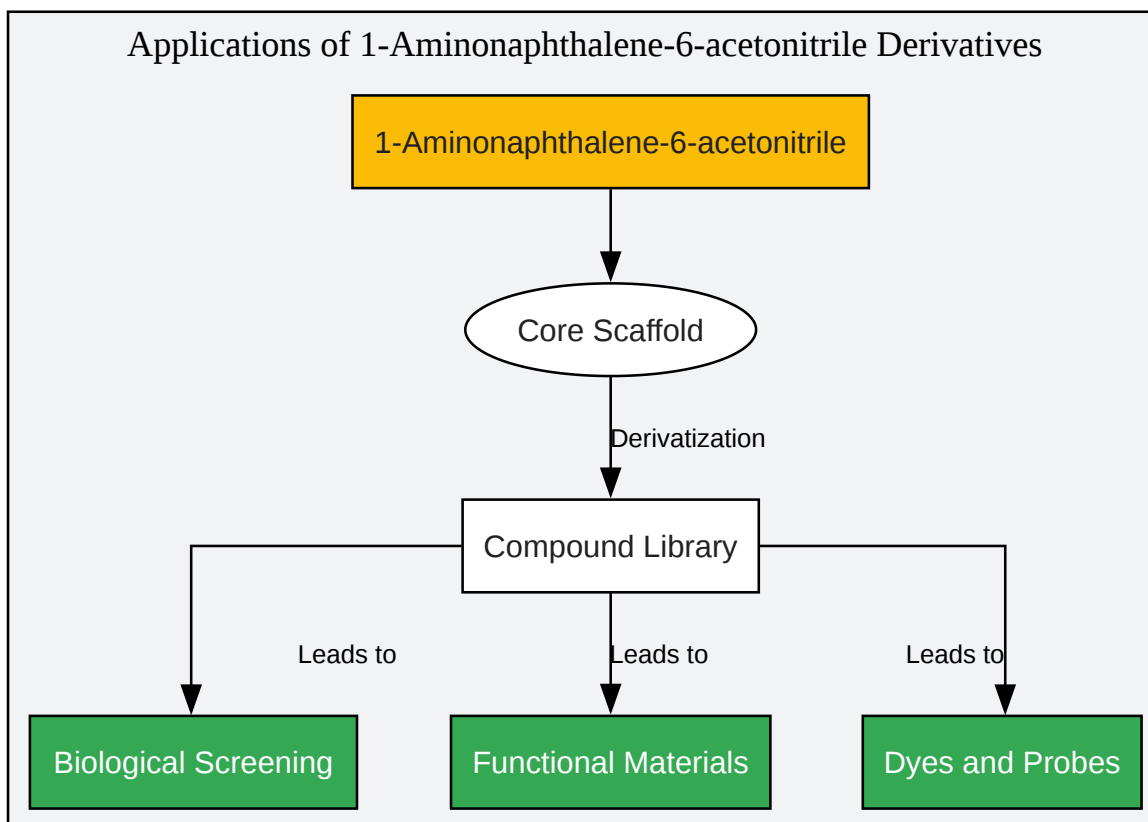 Applications of 1-Aminonaphthalene-6-acetonitrile Derivatives
1-Aminonaphthalene-6-acetonitrile
Core Scaffold
Derivatization
Compound Library
Leads to
Leads to
Leads to
Biological Screening
Functional Materials
Dyes and Probes